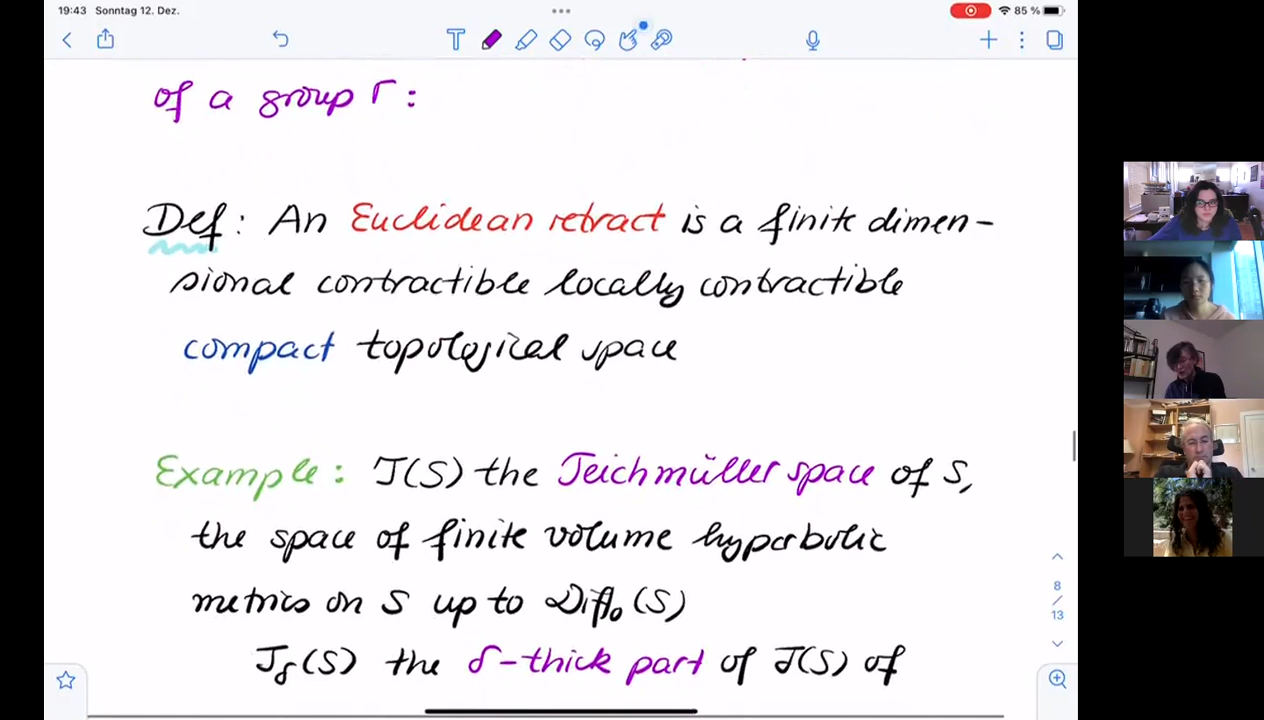 19:43 Sonntag 12. Dez.
85 %
of a group Γ :
Def: An Euclidean retract is a finite dimen-
sional contractible locally contractible
compact topological space
Example: T(S) the Teichmüller space of S,
the space of finite volume hyperbolic
metrics on S up to Diff₀(S)
T_δ(S) the δ-thick part of T(S) of
8
/
13